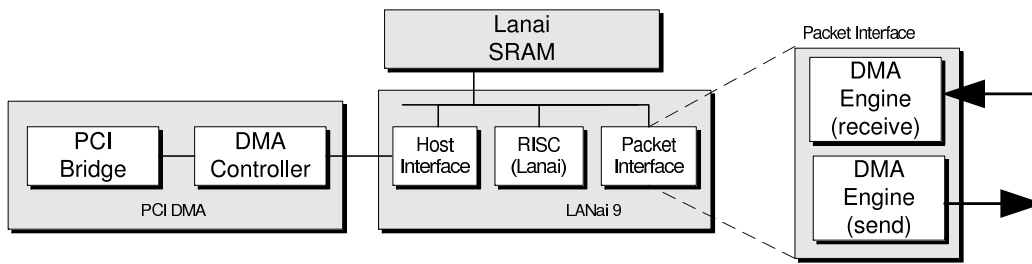 Lanai
SRAM
PCI
Bridge
DMA
Controller
PCI DMA
Host
Interface
RISC
(Lanai)
Packet
Interface
LANai 9
Packet Interface
DMA
Engine
(receive)
DMA
Engine
(send)